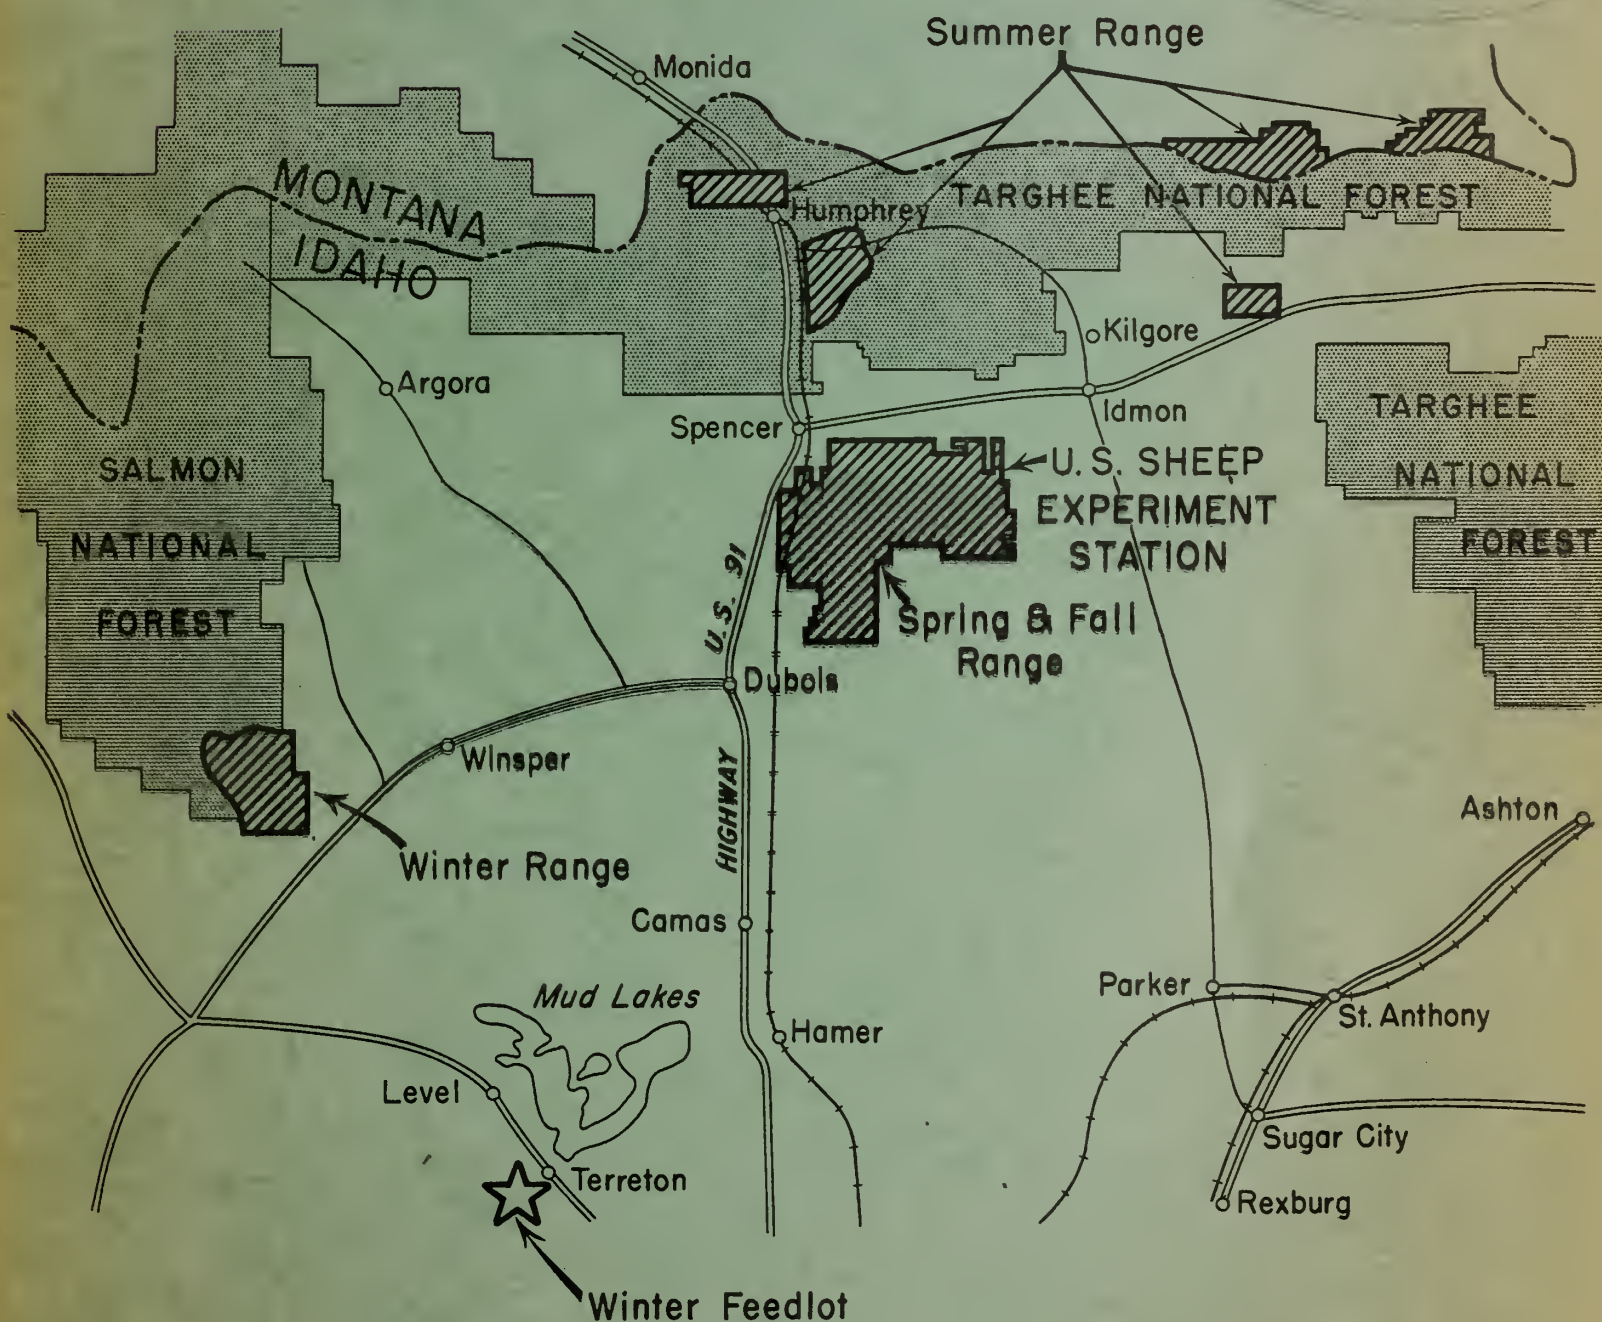 Summer Range
Monida
MONTANA
IDAHO
Humphrey
TARGHEE NATIONAL FOREST
Kilgore
Argora
Idmon
Spencer
TARGHEE
NATIONAL
FOREST
SALMON
NATIONAL
FOREST
U. S. SHEEP
EXPERIMENT
STATION
Spring & Fall
Range
U. S. 91
HIGHWAY
Dubois
Winsper
Winter Range
Ashton
Camas
Mud Lakes
Parker
St. Anthony
Hamer
Level
Sugar City
Terreton
Rexburg
Winter Feedlot